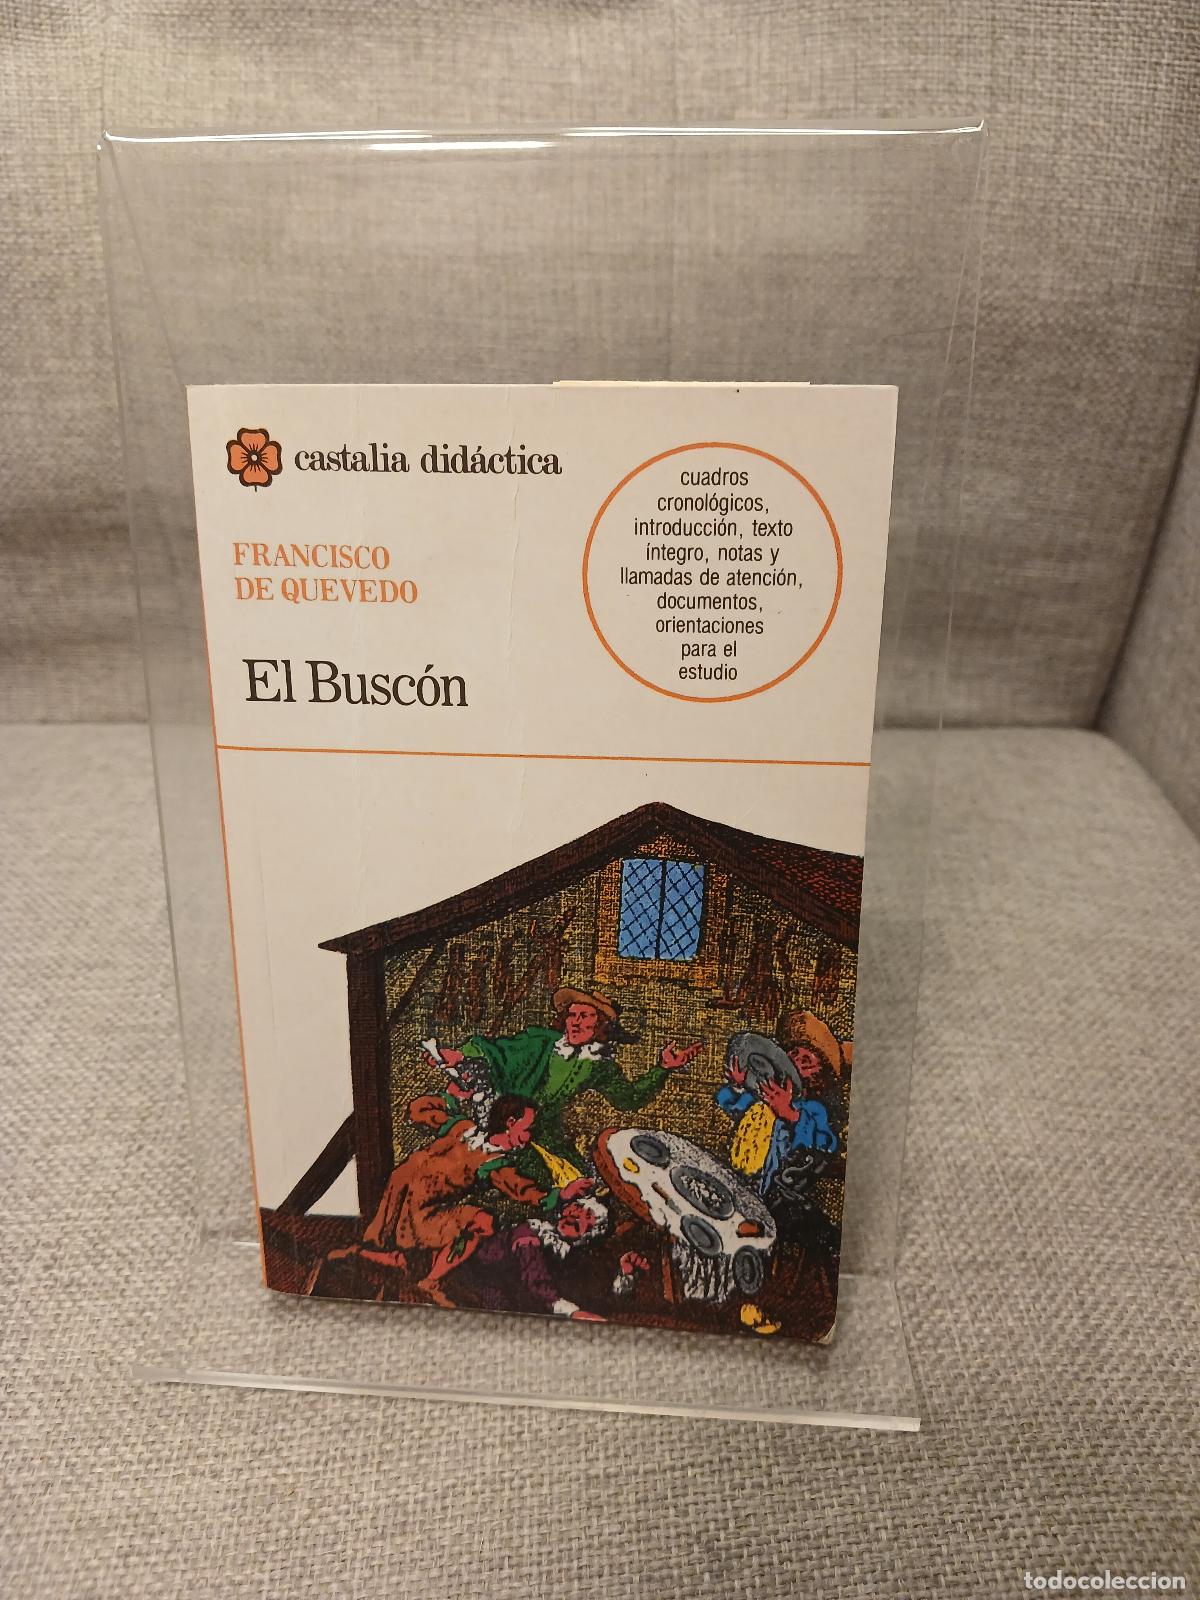 castalia didáctica
FRANCISCO
DE QUEVEDO
El Buscón
cuadros
cronológicos,
introducción, texto
íntegro, notas y
llamadas de atención,
documentos,
orientaciones
para el
estudio
todocoleccion